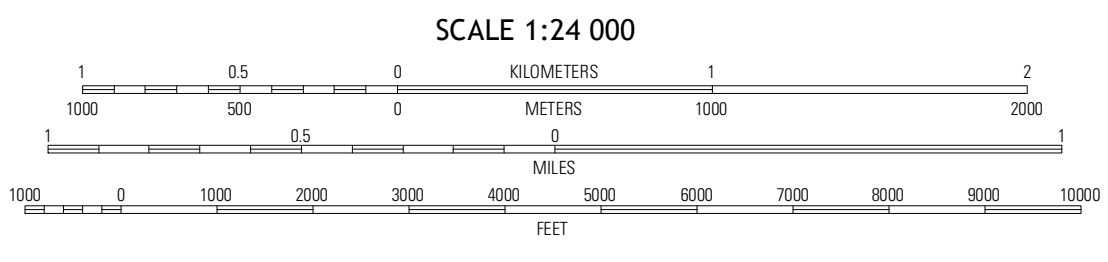 SCALE 1:24 000
1 0.5 0 KILOMETERS 1 2
1000 500 0 METERS 1000 2000
1 0.5 0 1
MILES
1000 0 1000 2000 3000 4000 5000 6000 7000 8000 9000 10000
FEET